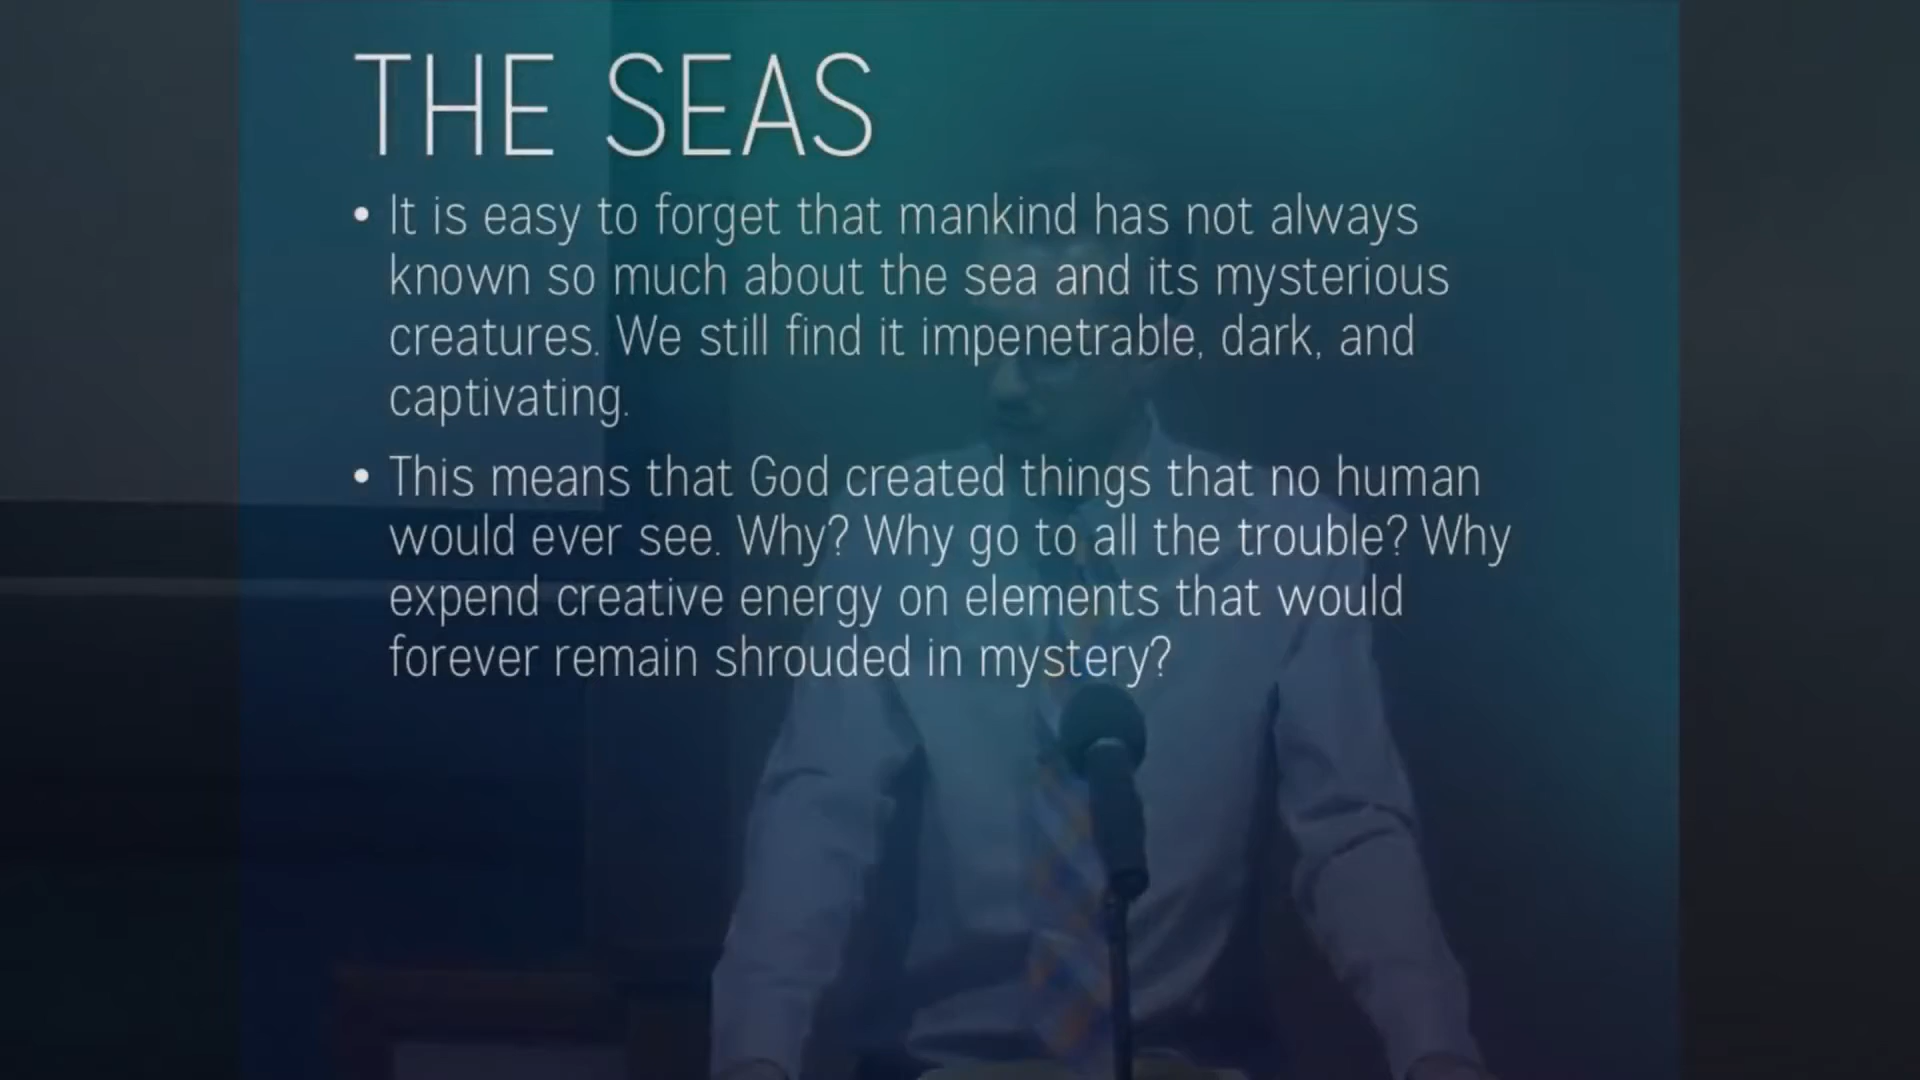 THE SEAS
• It is easy to forget that mankind has not always
known so much about the sea and its mysterious
creatures. We still find it impenetrable, dark, and
captivating.
• This means that God created things that no human
would ever see. Why? Why go to all the trouble? Why
expend creative energy on elements that would
forever remain shrouded in mystery?